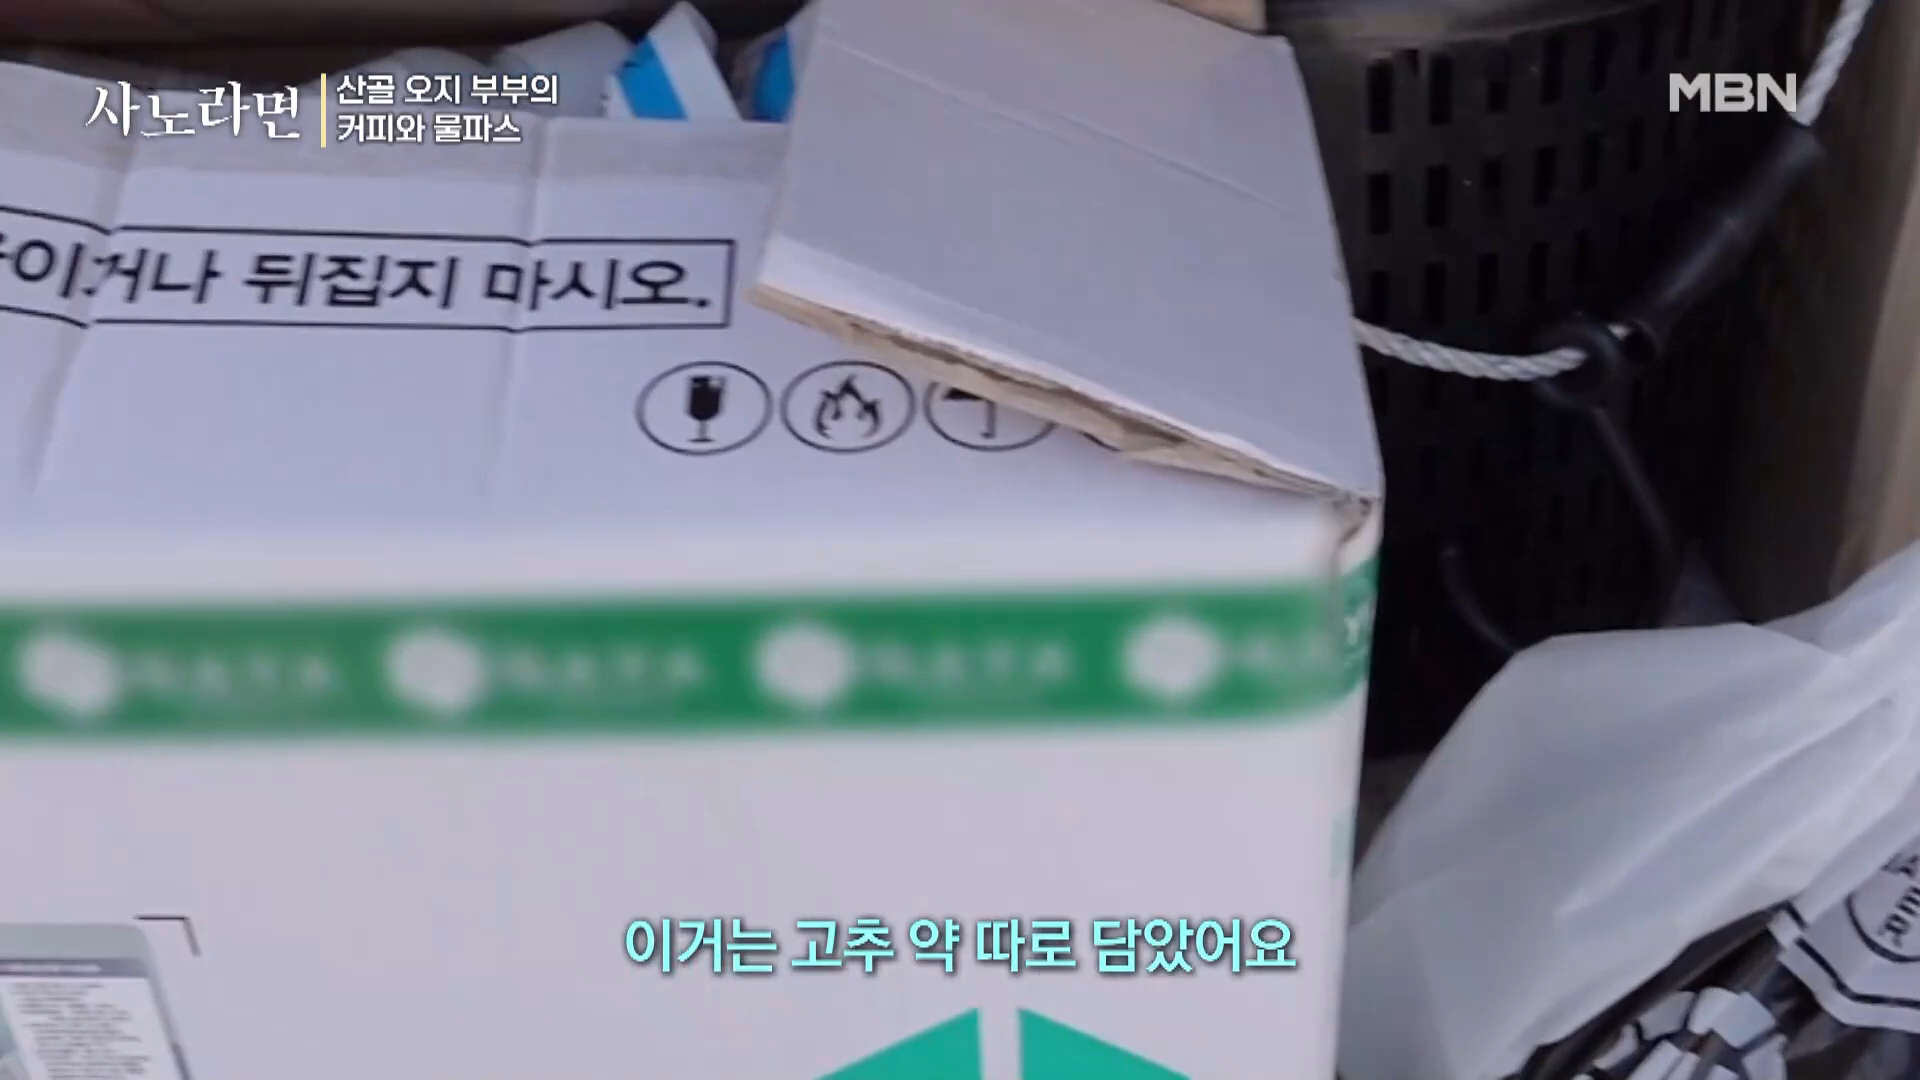 사노라면
산골 오지 부부의
커피와 물파스
MBN
이거나 뒤집지 마시오.
이거는 고추 약 따로 담았어요